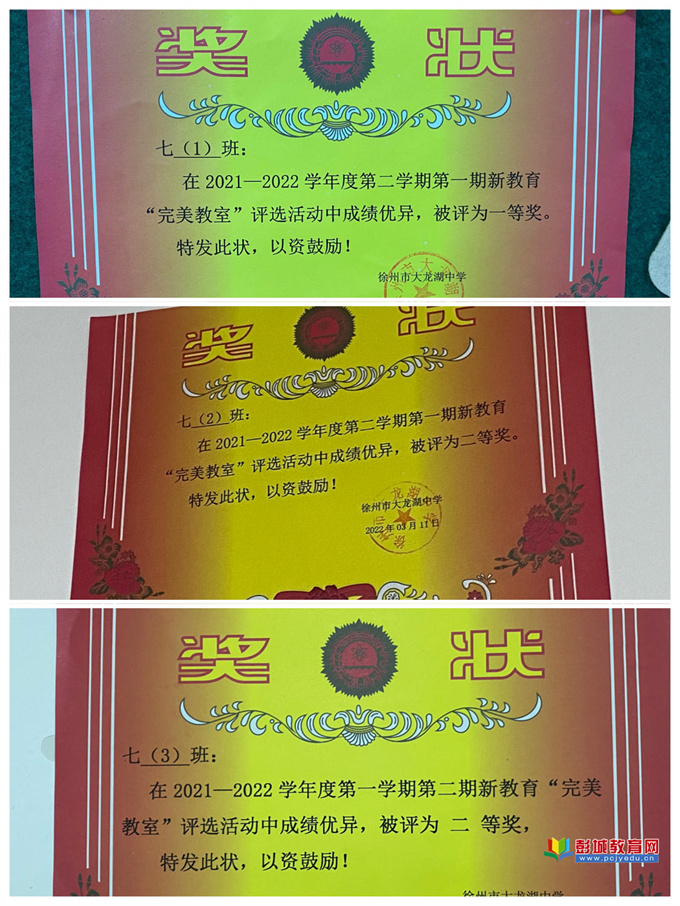 奖 状
七（1）班：
在 2021—2022 学年度第二学期第一期新教育
“完美教室”评选活动中成绩优异，被评为一等奖。
特发此状，以资鼓励！
徐州市大龙湖中学
奖 状
七（2）班：
在 2021—2022 学年度第二学期第一期新教育
“完美教室”评选活动中成绩优异，被评为二等奖。
特发此状，以资鼓励！
徐州市大龙湖中学
2022 年 03 月 11 日
奖 状
七（3）班：
在 2021—2022 学年度第一学期第二期新教育“完美
教室”评选活动中成绩优异，被评为 二 等奖，
特发此状，以资鼓励！
徐州市大龙湖中学
彭城教育网
www.pcjyedu.cn